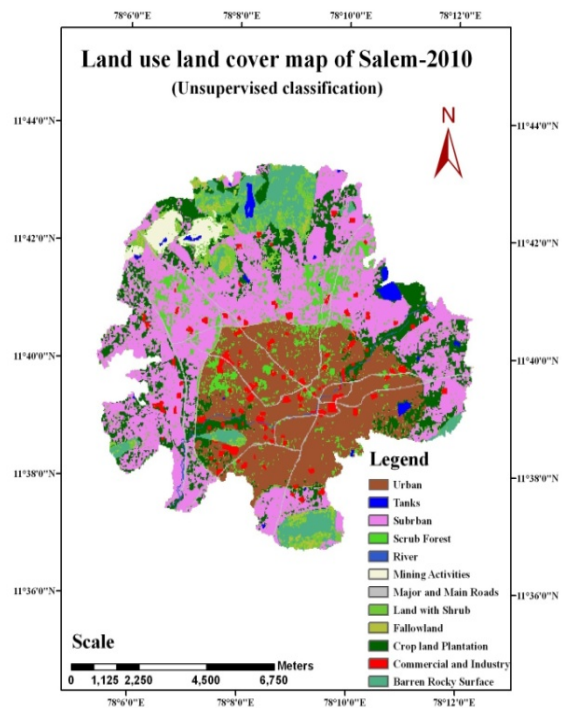 78°6'0"E 78°8'0"E 78°10'0"E 78°12'0"E
Land use land cover map of Salem-2010
(Unsupervised classification)
N
11°44'0"N 11°44'0"N
11°42'0"N 11°42'0"N
11°40'0"N 11°40'0"N
11°38'0"N 11°38'0"N
11°36'0"N 11°36'0"N
Legend
Urban
Tanks
Subrban
Scrub Forest
River
Mining Activities
Major and Main Roads
Land with Shrub
Fallowland
Crop land Plantation
Commercial and Industry
Barren Rocky Surface
Scale
Meters
0 1,125 2,250 4,500 6,750
78°6'0"E 78°8'0"E 78°10'0"E 78°12'0"E